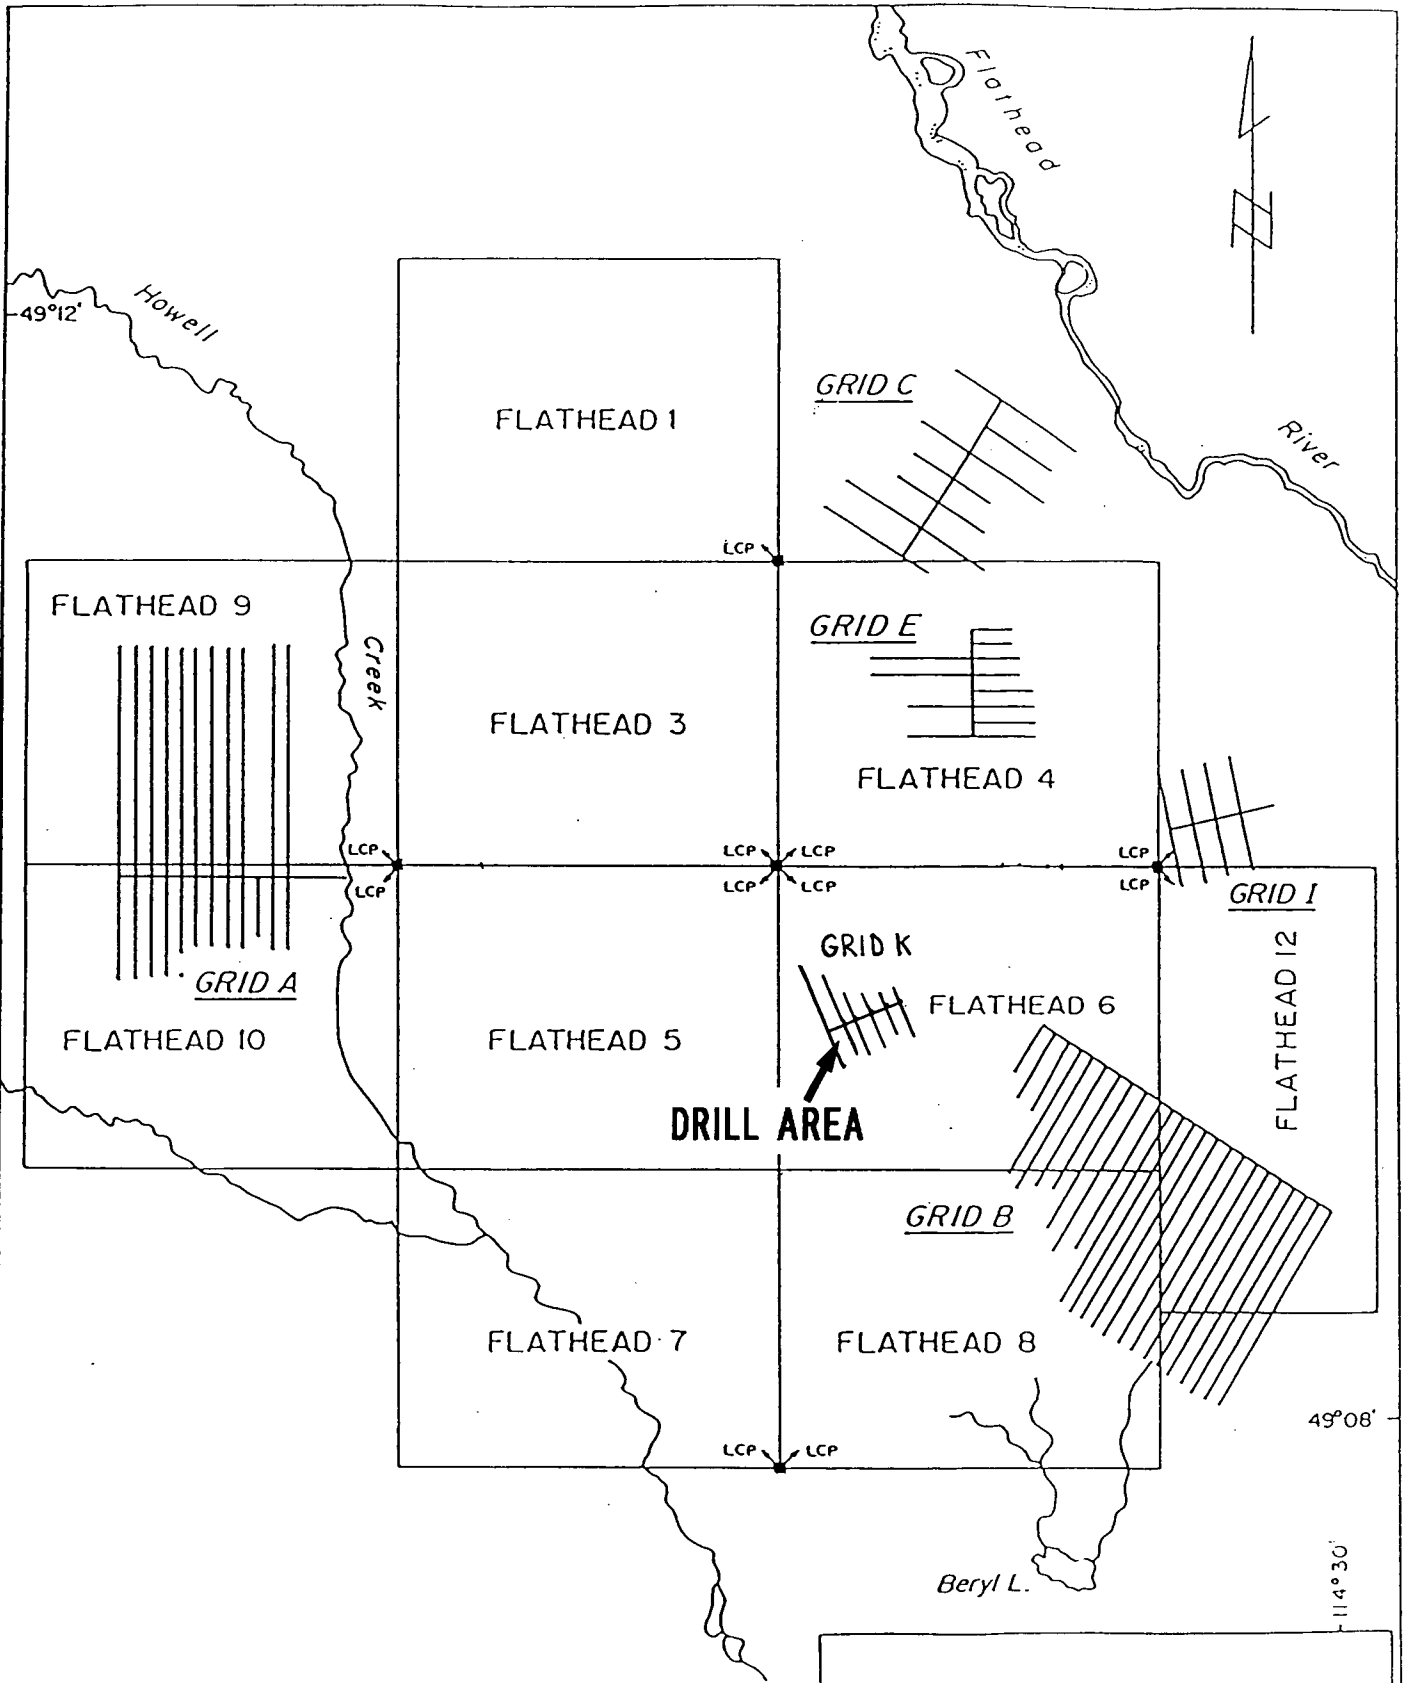 Flathead
Howell
49°12'
GRID C
FLATHEAD 1
River
LCP
FLATHEAD 9
GRID E
Creek
FLATHEAD 3
FLATHEAD 4
LCP
LCP LCP
LCP
LCP
LCP LCP
LCP
GRID I
GRID K
FLATHEAD 12
GRID A
FLATHEAD 6
FLATHEAD 10
FLATHEAD 5
DRILL AREA
GRID B
FLATHEAD 7
FLATHEAD 8
49°08'
LCP LCP
Beryl L.
114°30'
N